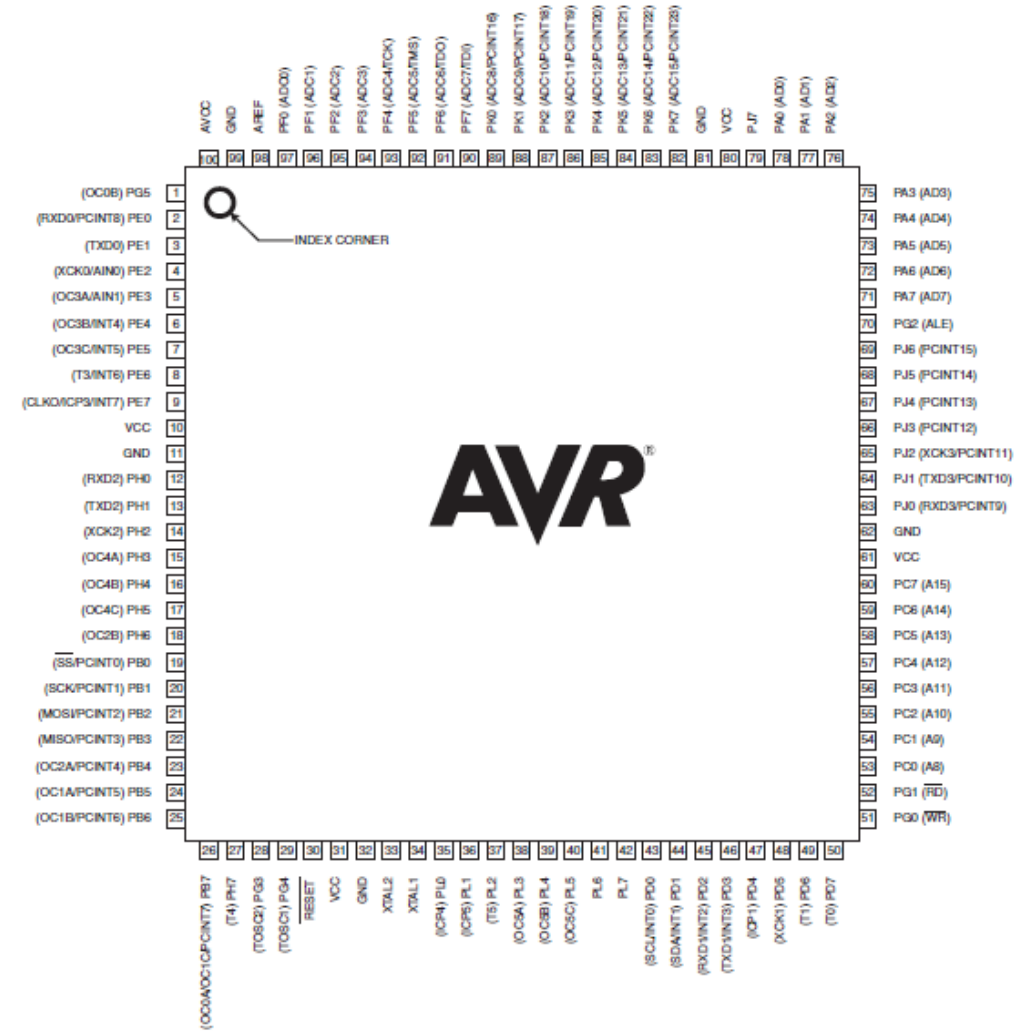 AVCC
GND
AREF
PF0 (ADC0)
PF1 (ADC1)
PF2 (ADC2)
PF3 (ADC3)
PF4 (ADC4/TCK)
PF5 (ADC5/TMS)
PF6 (ADC6/TDO)
PF7 (ADC7/TDI)
PK0 (ADC8/PCINT16)
PK1 (ADC9/PCINT17)
PK2 (ADC10/PCINT18)
PK3 (ADC11/PCINT19)
PK4 (ADC12/PCINT20)
PK5 (ADC13/PCINT21)
PK6 (ADC14/PCINT22)
PK7 (ADC15/PCINT23)
GND
VCC
PJ7
PA0 (AD0)
PA1 (AD1)
PA2 (AD2)
100 99 98 97 96 95 94 93 92 91 90 89 88 87 86 85 84 83 82 81 80 79 78 77 76
(OC0B) PG5 1
(RXD0/PCINT8) PE0 2
(TXD0) PE1 3
(XCK0/AIN0) PE2 4
(OC3A/AIN1) PE3 5
(OC3B/INT4) PE4 6
(OC3C/INT5) PE5 7
(T3/INT6) PE6 8
(CLKO/ICP3/INT7) PE7 9
VCC 10
GND 11
(RXD2) PH0 12
(TXD2) PH1 13
(XCK2) PH2 14
(OC4A) PH3 15
(OC4B) PH4 16
(OC4C) PH5 17
(OC2B) PH6 18
(SS/PCINT0) PB0 19
(SCK/PCINT1) PB1 20
(MOSI/PCINT2) PB2 21
(MISO/PCINT3) PB3 22
(OC2A/PCINT4) PB4 23
(OC1A/PCINT5) PB5 24
(OC1B/PCINT6) PB6 25
INDEX CORNER
AVR®
75 PA3 (AD3)
74 PA4 (AD4)
73 PA5 (AD5)
72 PA6 (AD6)
71 PA7 (AD7)
70 PG2 (ALE)
69 PJ6 (PCINT15)
68 PJ5 (PCINT14)
67 PJ4 (PCINT13)
66 PJ3 (PCINT12)
65 PJ2 (XCK3/PCINT11)
64 PJ1 (TXD3/PCINT10)
63 PJ0 (RXD3/PCINT9)
62 GND
61 VCC
60 PC7 (A15)
59 PC6 (A14)
58 PC5 (A13)
57 PC4 (A12)
56 PC3 (A11)
55 PC2 (A10)
54 PC1 (A9)
53 PC0 (A8)
52 PG1 (RD)
51 PG0 (WR)
26 27 28 29 30 31 32 33 34 35 36 37 38 39 40 41 42 43 44 45 46 47 48 49 50
(OC0A/OC1C/PCINT7) PB7
(T4) PH7
(TOSC2) PG3
(TOSC1) PG4
RESET
VCC
GND
XTAL2
XTAL1
(ICP4) PL0
(ICP5) PL1
(T5) PL2
(OC5A) PL3
(OC5B) PL4
(OC5C) PL5
PL6
PL7
(SCL/INT0) PD0
(SDA/INT1) PD1
(RXD1/INT2) PD2
(TXD1/INT3) PD3
(ICP1) PD4
(XCK1) PD5
(T1) PD6
(T0) PD7